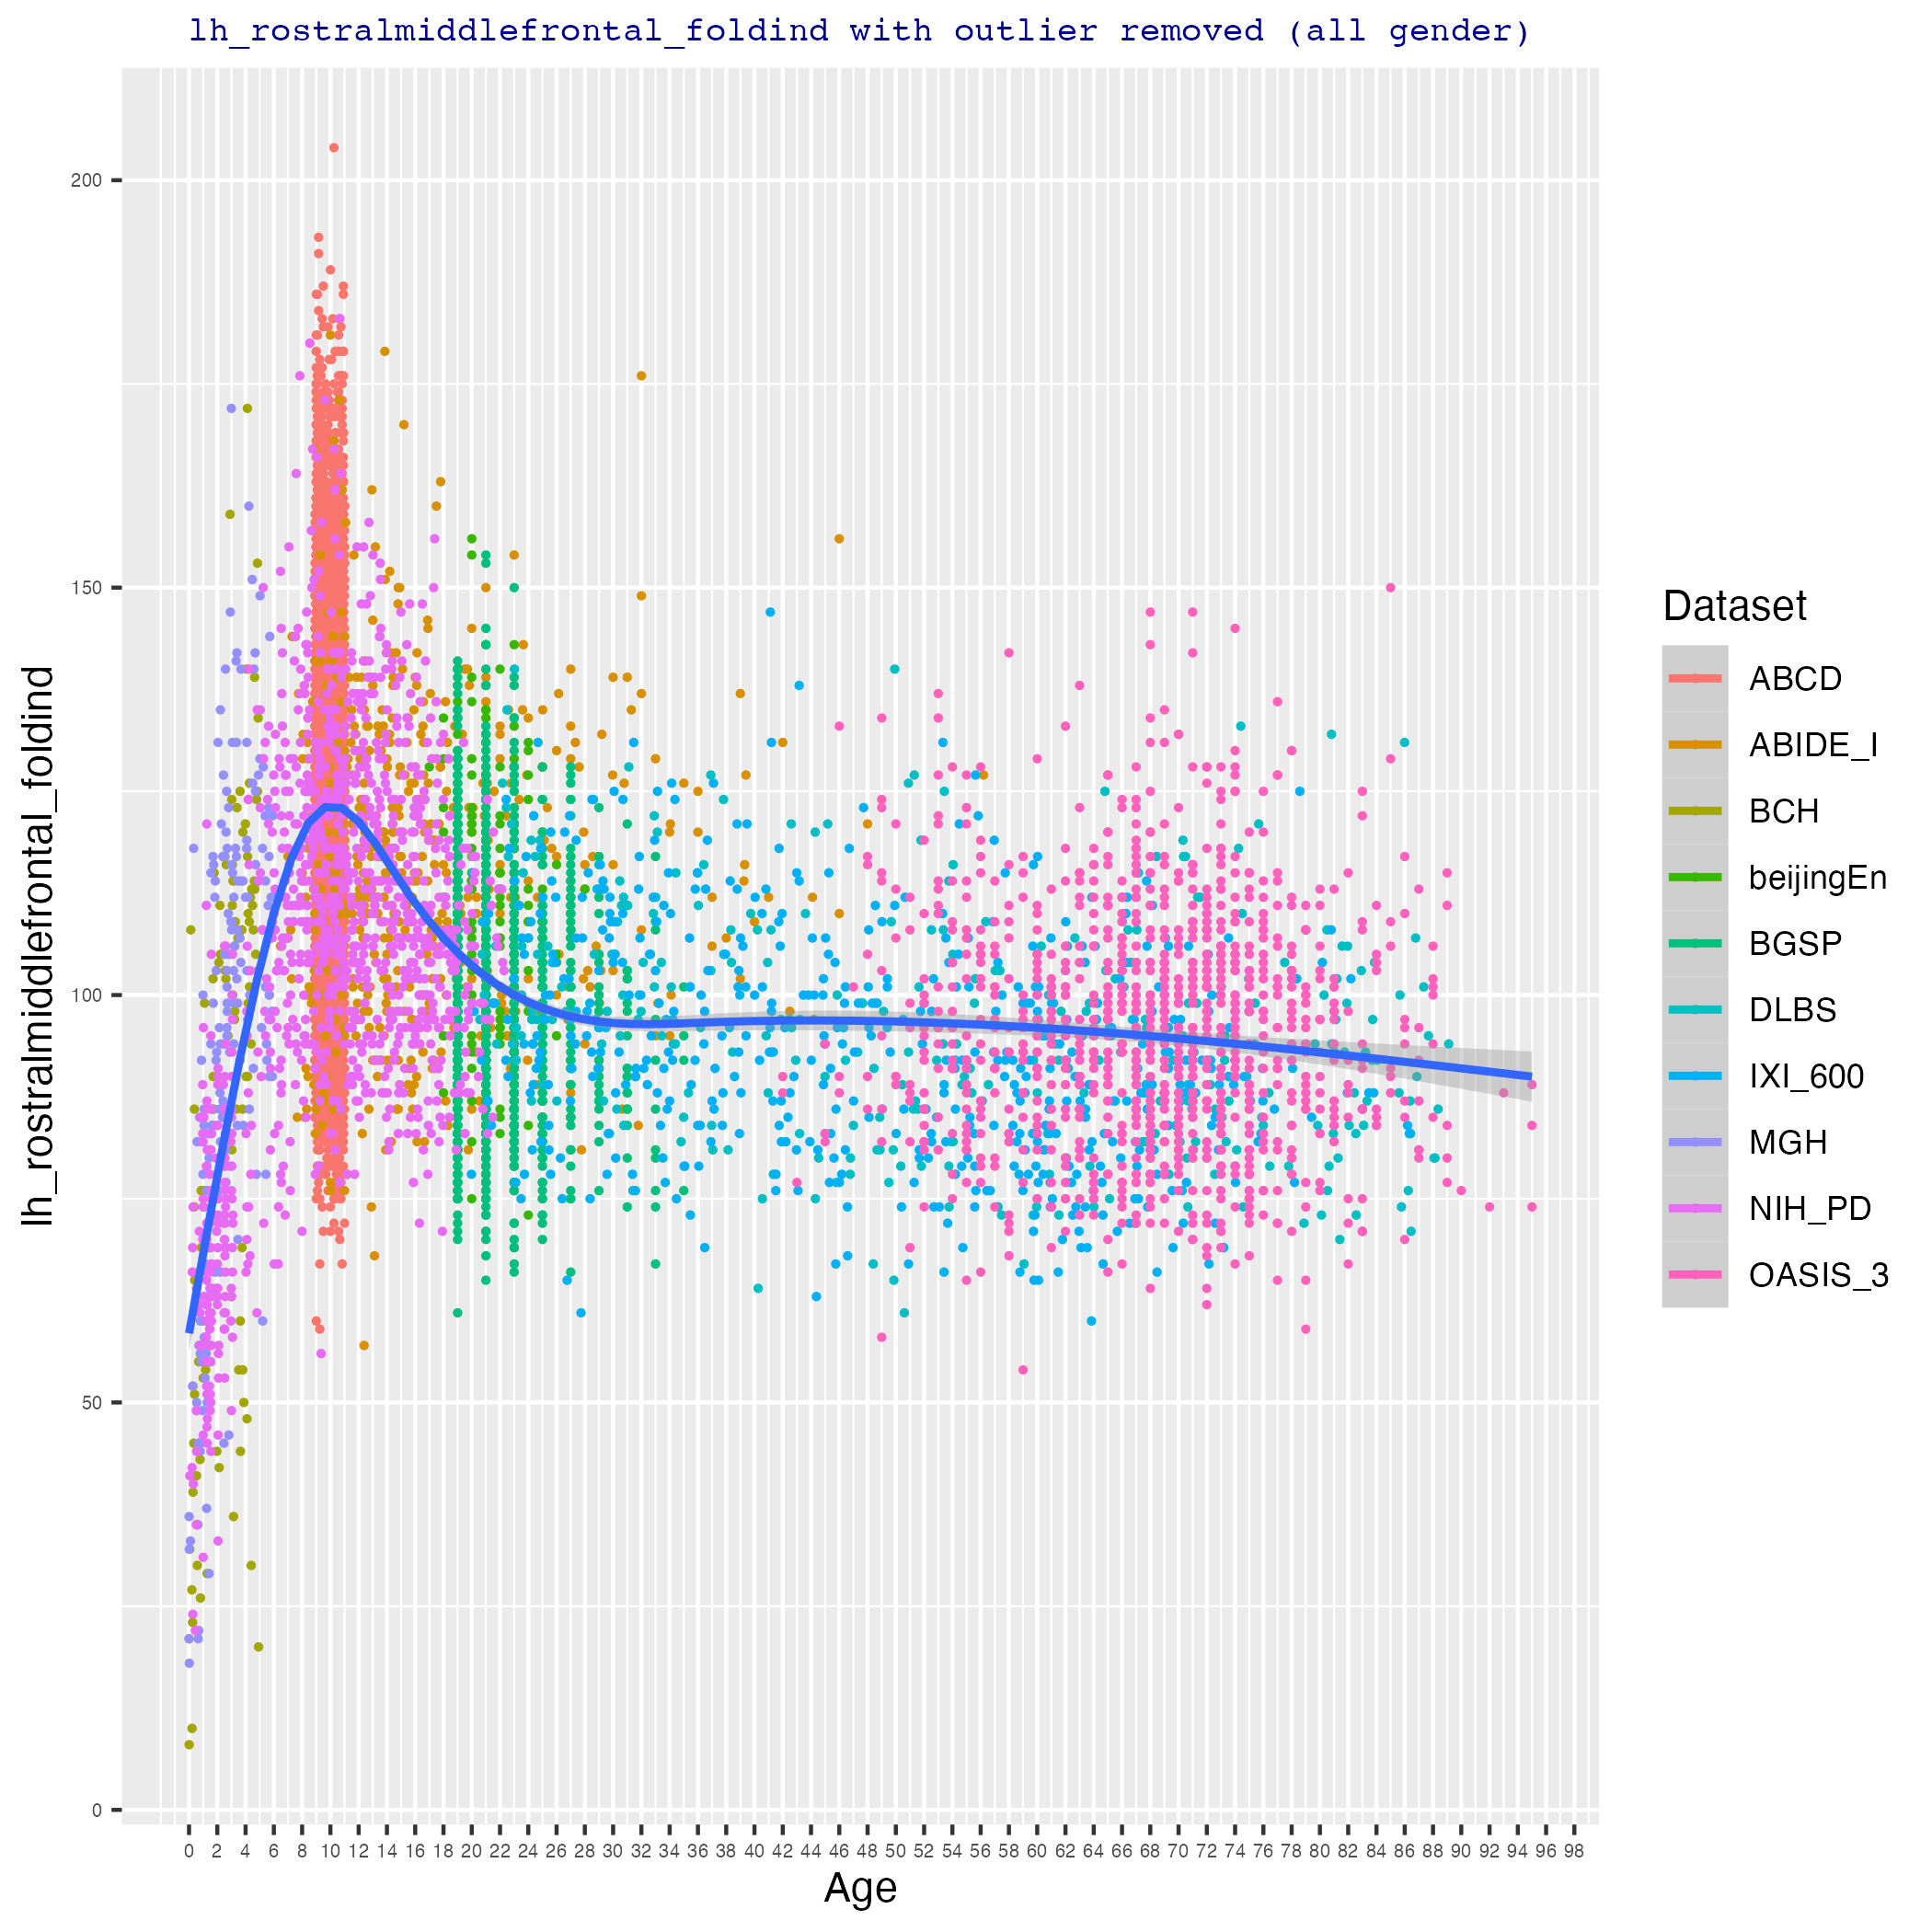 lh_rostralmiddlefrontal_foldind with outlier removed (all gender)
lh_rostralmiddlefrontal_foldind
200
150
100
50
0
0 2 4 6 8 10 12 14 16 18 20 22 24 26 28 30 32 34 36 38 40 42 44 46 48 50 52 54 56 58 60 62 64 66 68 70 72 74 76 78 80 82 84 86 88 90 92 94 96 98
Age
Dataset
ABCD
ABIDE_I
BCH
beijingEn
BGSP
DLBS
IXI_600
MGH
NIH_PD
OASIS_3